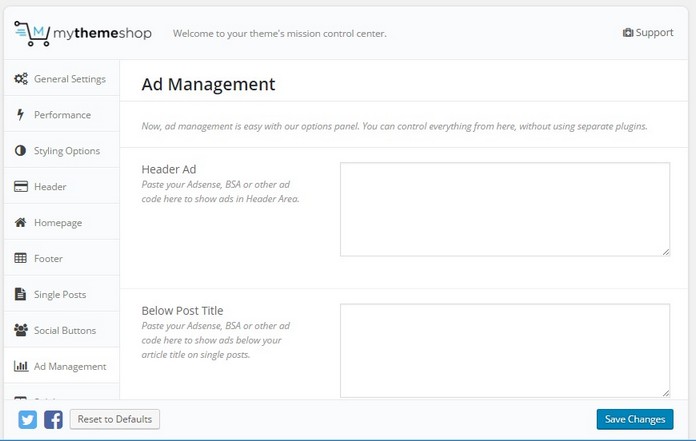 mythemeshop
Welcome to your theme's mission control center.
Support
General Settings
Performance
Styling Options
Header
Homepage
Footer
Single Posts
Social Buttons
Ad Management
Ad Management
Now, ad management is easy with our options panel. You can control everything from here, without using separate plugins.
Header Ad
Paste your Adsense, BSA or other ad
code here to show ads in Header Area.
Below Post Title
Paste your Adsense, BSA or other ad
code here to show ads below your
article title on single posts.
Reset to Defaults
Save Changes